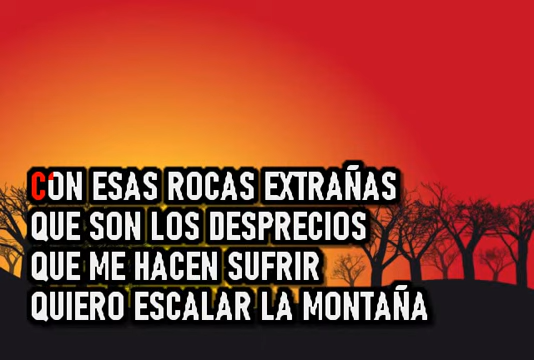 CON ESAS ROCAS EXTRAÑAS
QUE SON LOS DESPRECIOS
QUE ME HACEN SUFRIR
QUIERO ESCALAR LA MONTAÑA